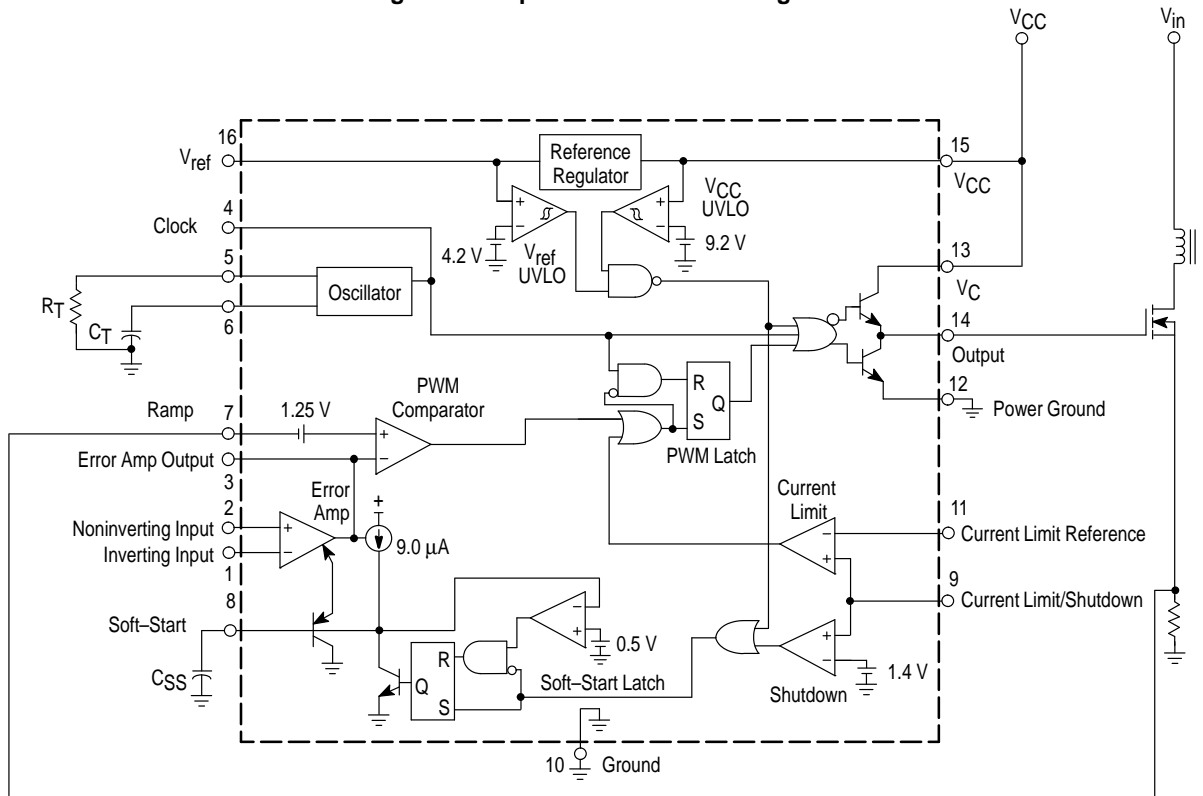 VCC
Vin
16
Vref
Reference
Regulator
15
VCC
4
Clock
4.2 V
Vref
UVLO
VCC
UVLO
9.2 V
5
RT
CT
6
Oscillator
13
VC
14
Output
12
Power Ground
7
Ramp
1.25 V
PWM
Comparator
R
Q
S
PWM Latch
Error Amp Output
3
2
Noninverting Input
Inverting Input
1
Error
Amp
+
9.0 µA
Current
Limit
11
Current Limit Reference
9
Current Limit/Shutdown
8
Soft–Start
CSS
0.5 V
R
Q
S
Soft–Start Latch
1.4 V
Shutdown
10
Ground